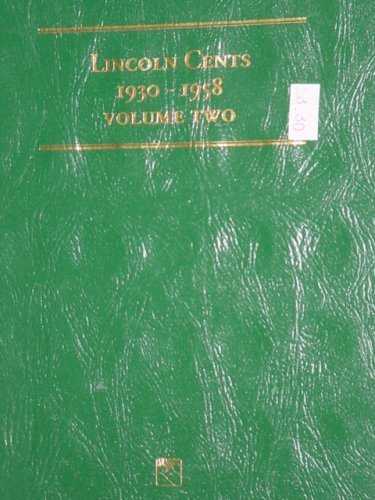 LINCOLN CENTS
1930 - 1958
VOLUME TWO